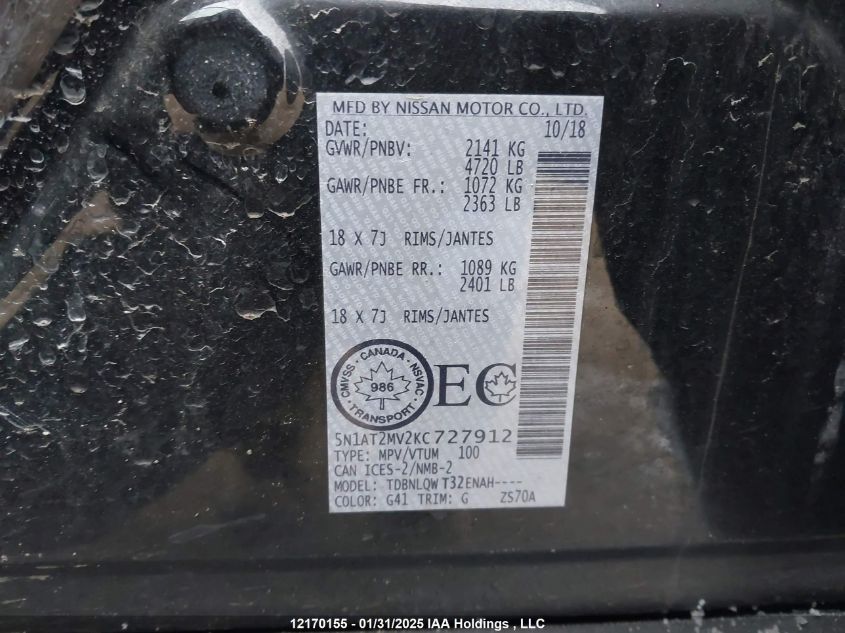 MFD BY NISSAN MOTOR CO., LTD.
DATE: 10/18
GVWR/PNBV: 2141 KG
4720 LB
GAWR/PNBE FR.: 1072 KG
2363 LB
18 X 7J RIMS/JANTES
GAWR/PNBE RR.: 1089 KG
2401 LB
18 X 7J RIMS/JANTES
CMVSS · CANADA · NSVAC · TRANSPORT ·
986
EC
5N1AT2MV2KC727912
TYPE: MPV/VTUM 100
CAN ICES-2/NMB-2
MODEL: TDBNLQW T32ENAH----
COLOR: G41 TRIM: G ZS70A
12170155 - 01/31/2025 IAA Holdings , LLC